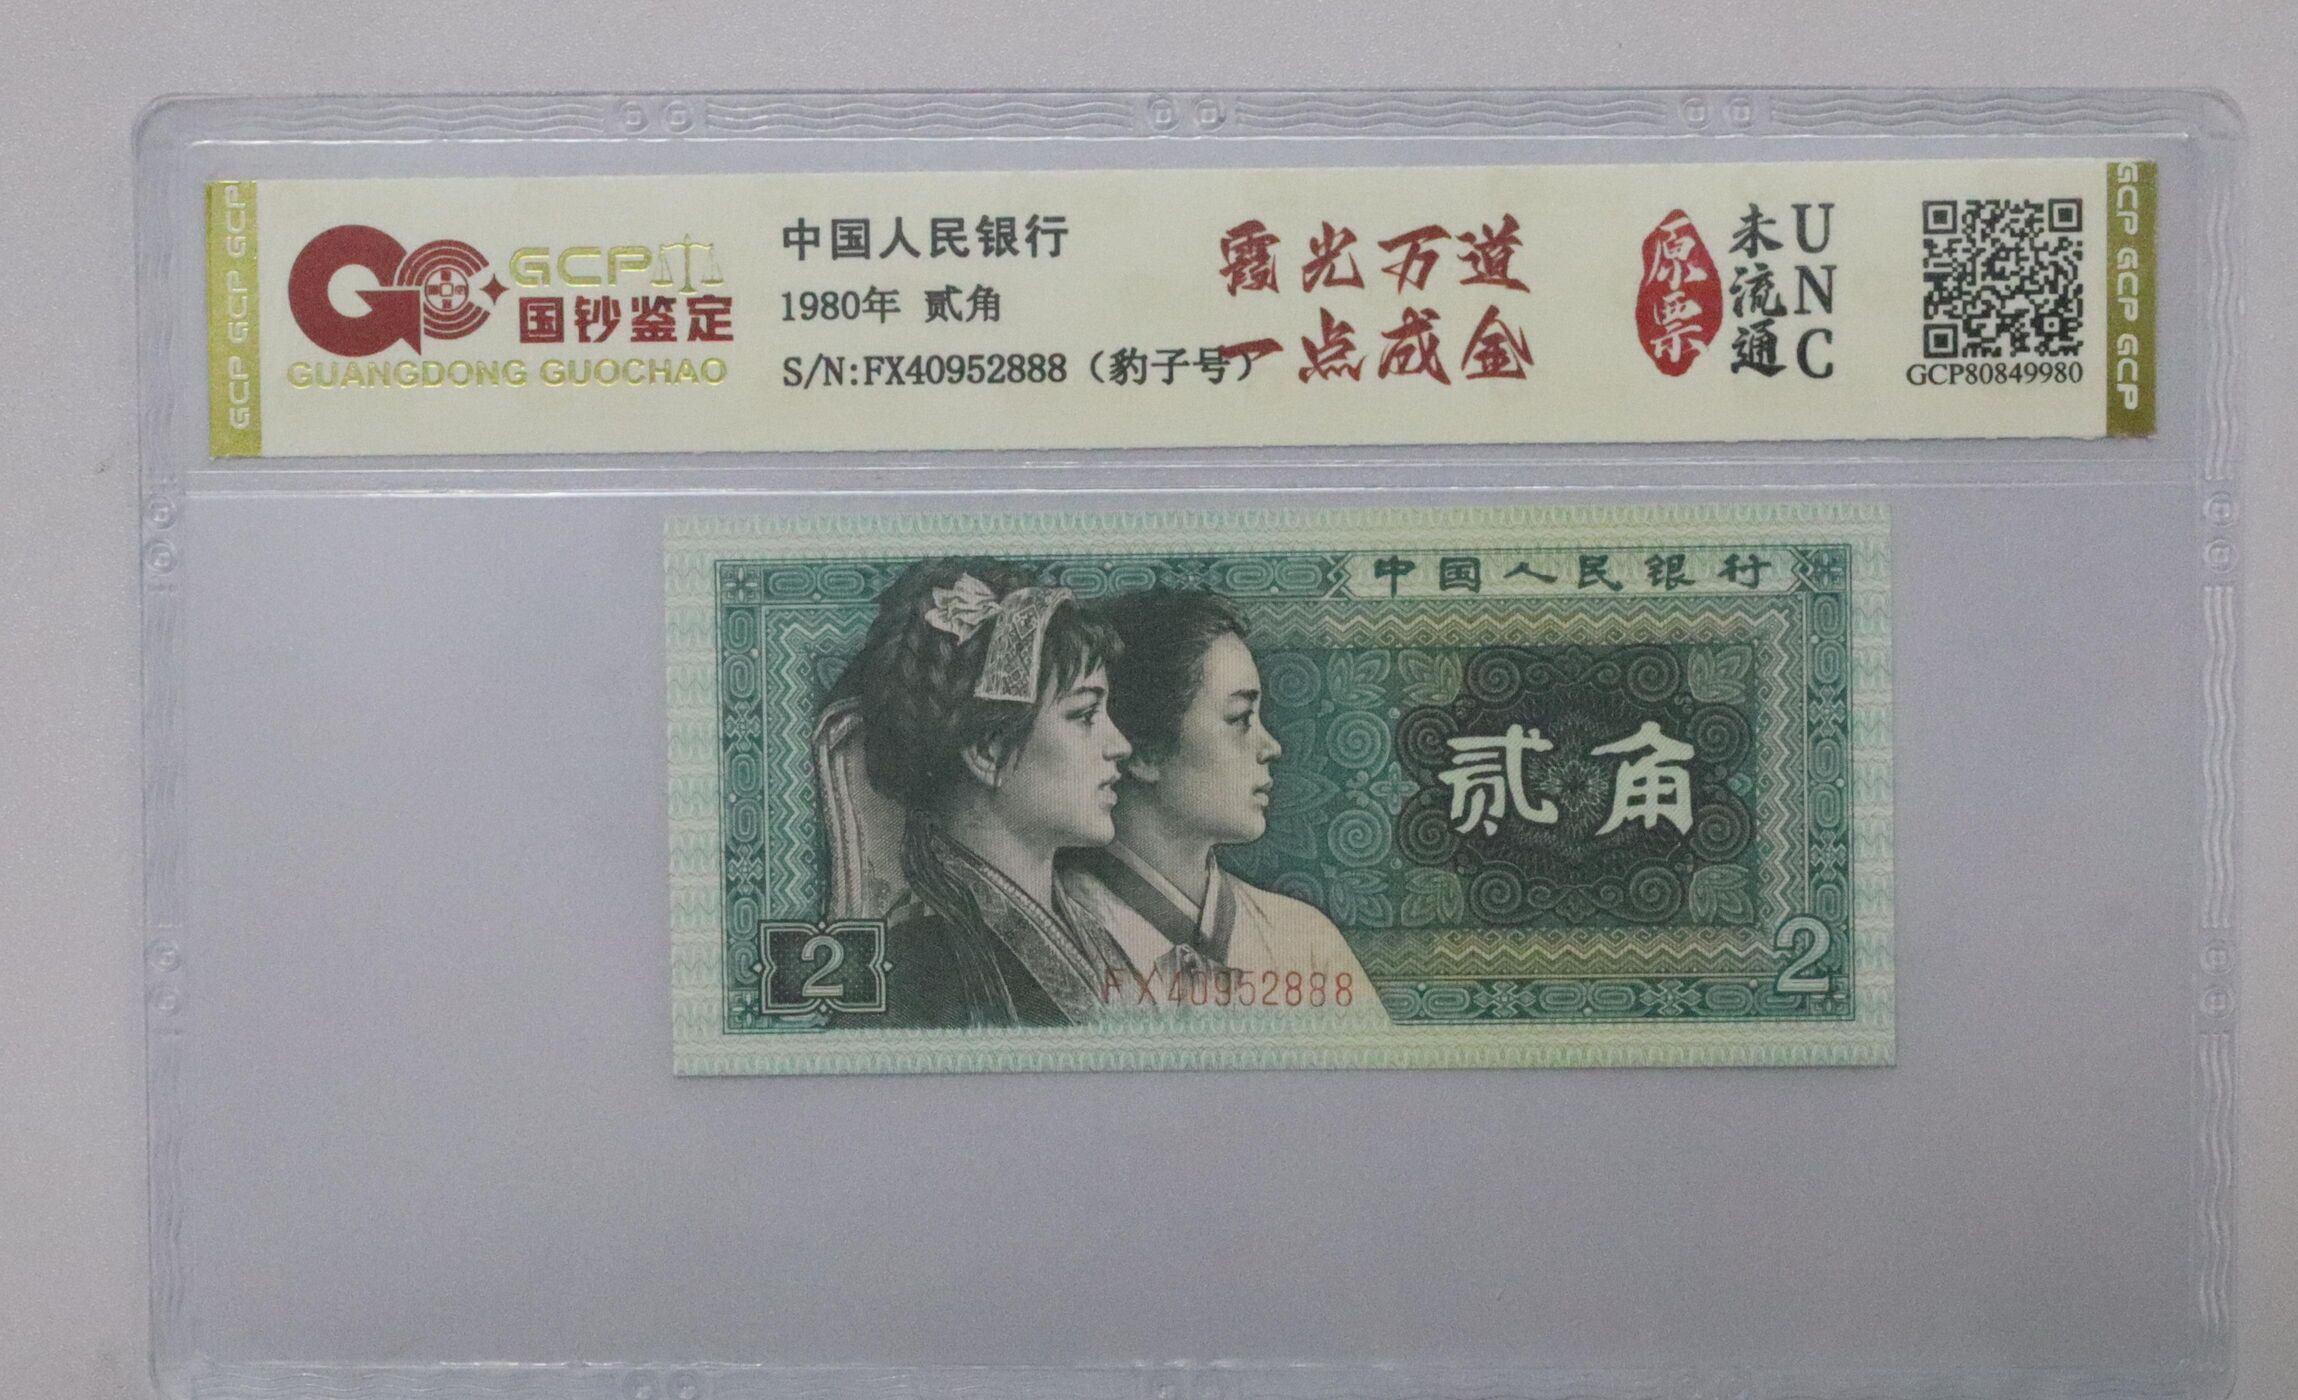 GCP GCP GCP
GCP
国钞鉴定
GUANGDONG GUOCHAO
中国人民银行
1980年 贰角
S/N:FX40952888（豹子号）
霞光万道
一点成金
原票
未流通
UNC
GCP80849980
GCP GCP GCP
中国人民银行
贰角
2
FX40952888
2